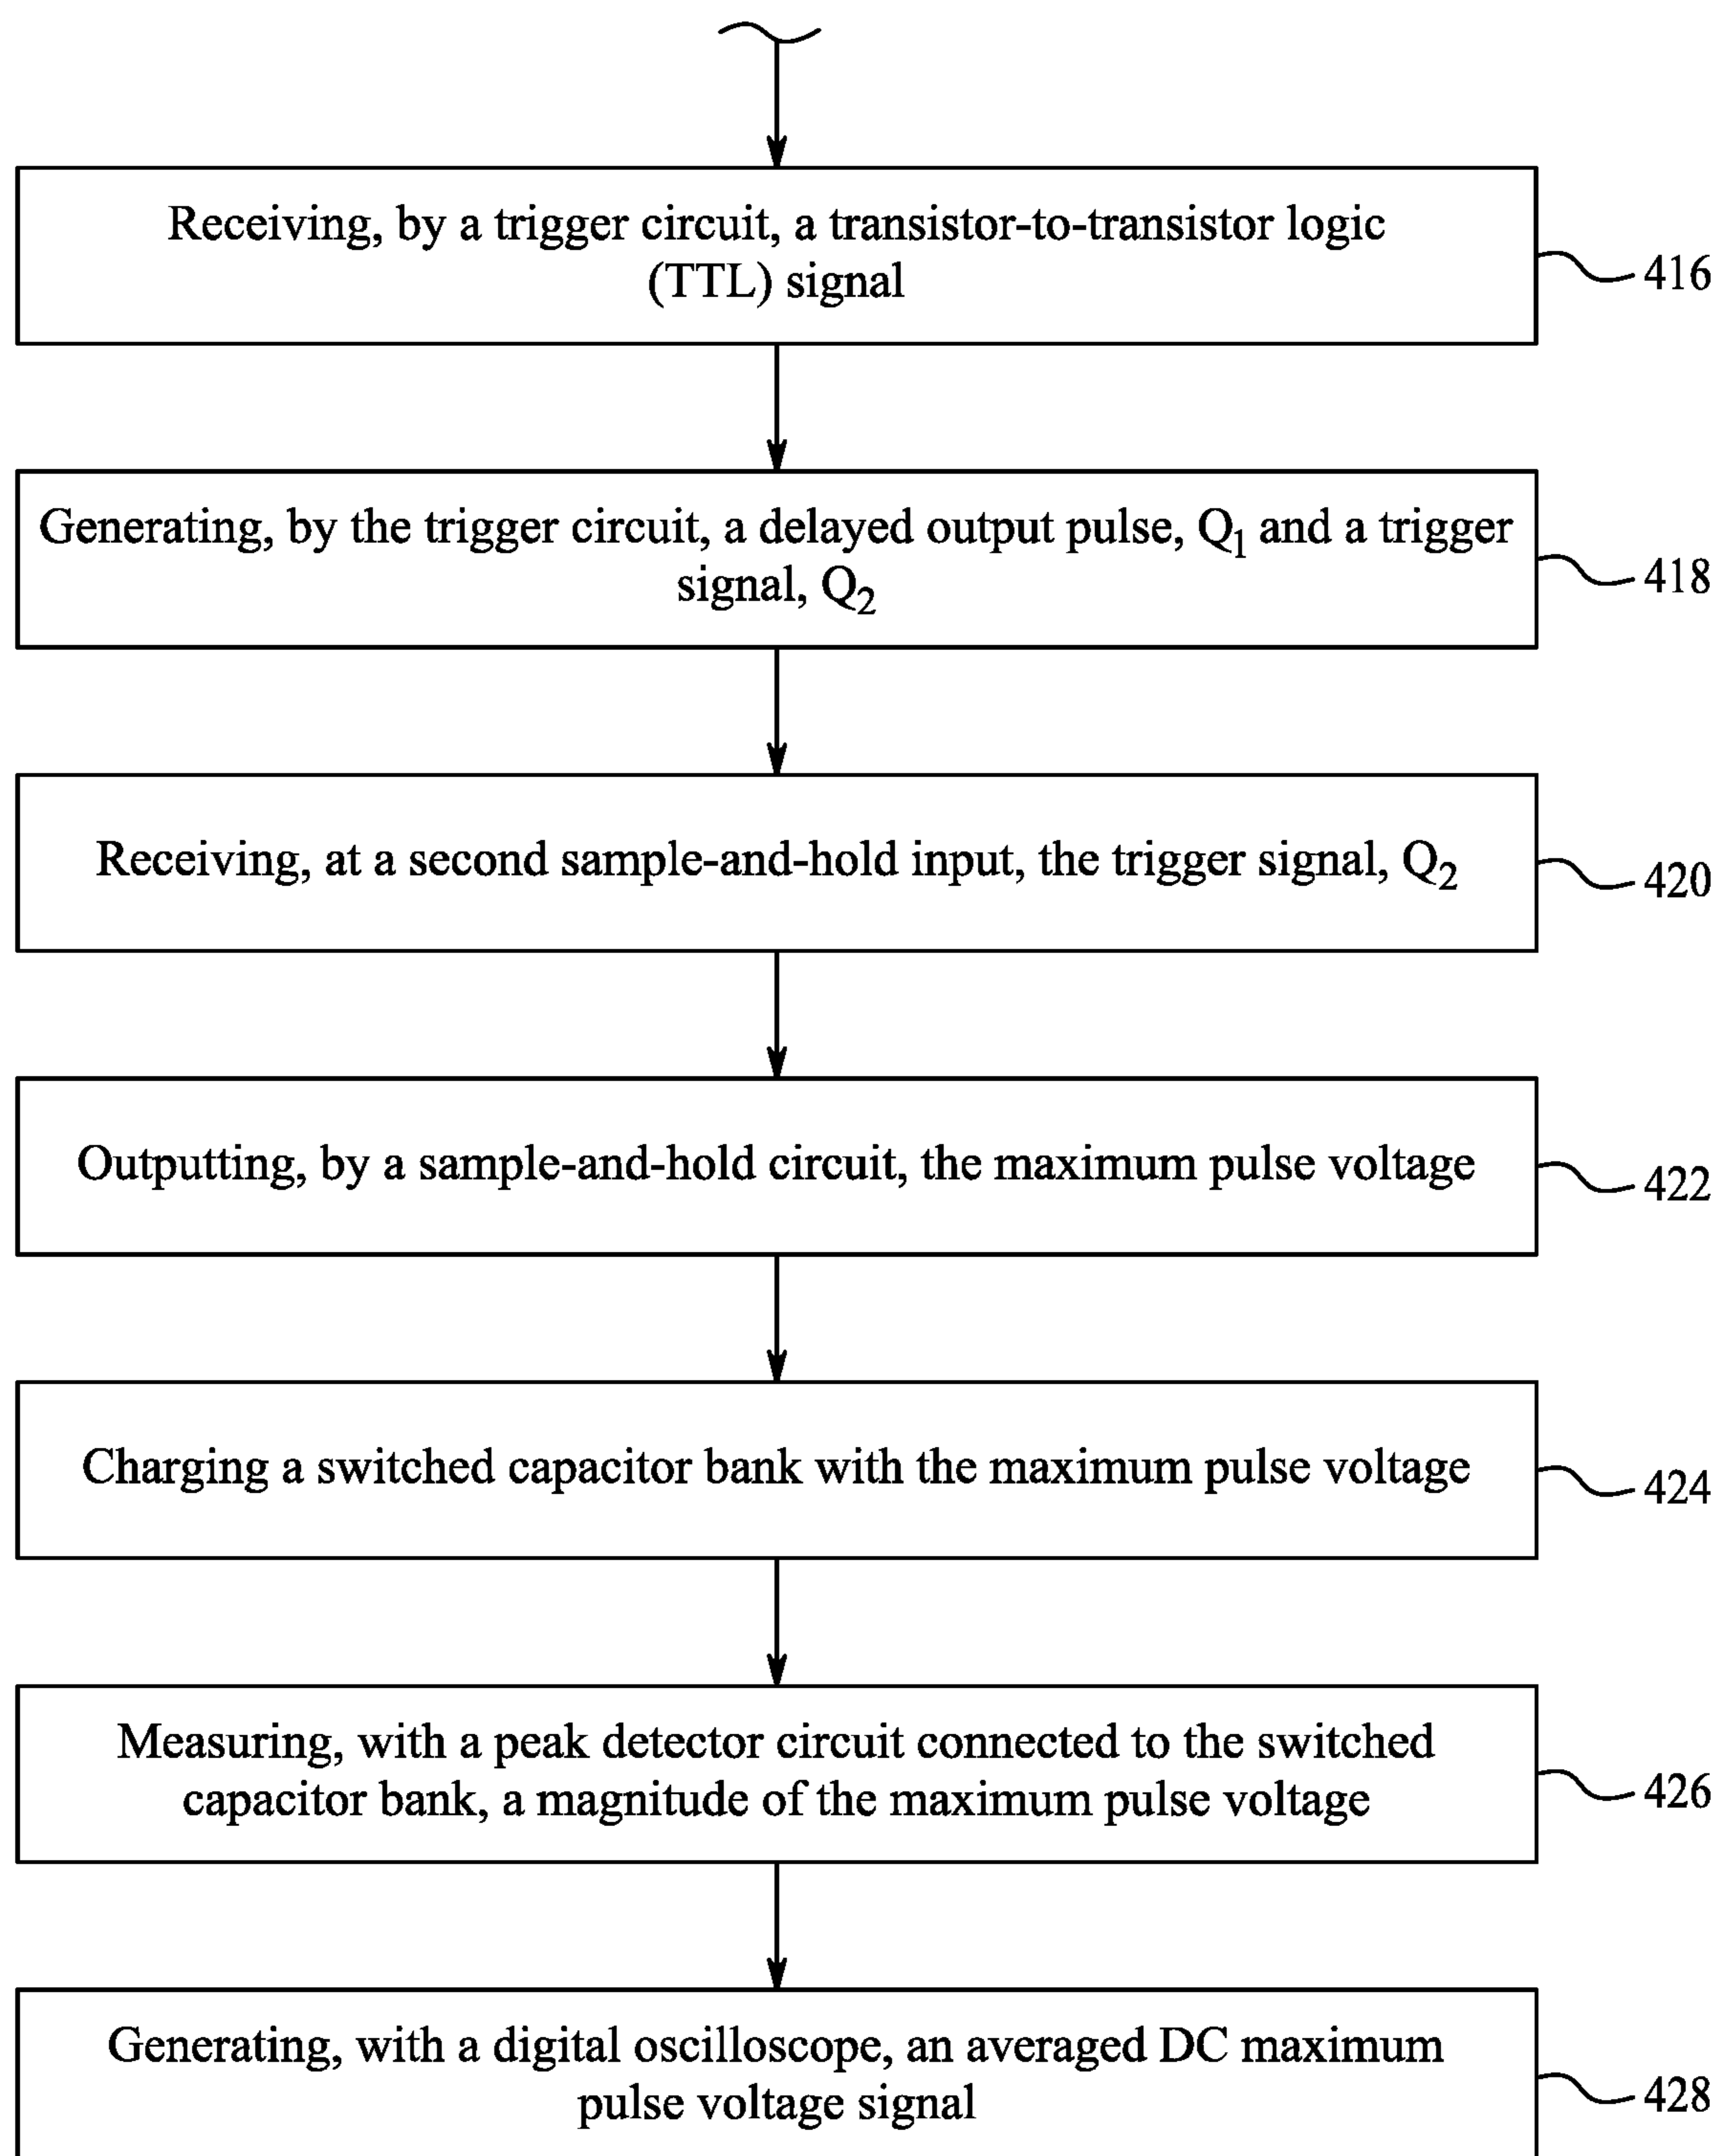 Receiving, by a trigger circuit, a transistor-to-transistor logic
(TTL) signal
416
Generating, by the trigger circuit, a delayed output pulse, Q₁ and a trigger
signal, Q₂
418
Receiving, at a second sample-and-hold input, the trigger signal, Q₂
420
Outputting, by a sample-and-hold circuit, the maximum pulse voltage
422
Charging a switched capacitor bank with the maximum pulse voltage
424
Measuring, with a peak detector circuit connected to the switched
capacitor bank, a magnitude of the maximum pulse voltage
426
Generating, with a digital oscilloscope, an averaged DC maximum
pulse voltage signal
428